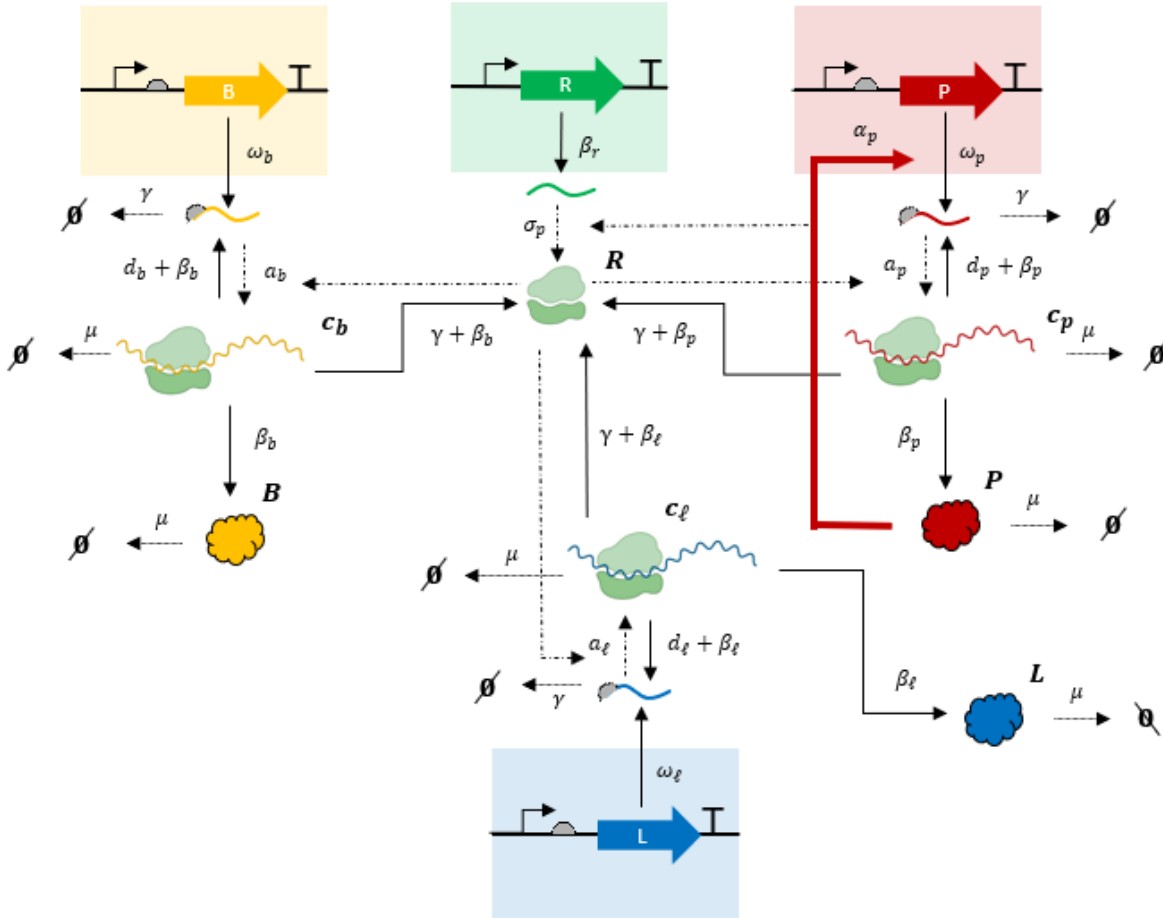 B
R
P
α_p
ω_b
β_r
ω_p
∅
γ
σ_p
γ
∅
d_b + β_b
a_b
R
a_p
d_p + β_p
∅
μ
c_b
γ + β_b
γ + β_p
c_p
μ
∅
β_b
γ + β_ℓ
β_p
∅
μ
B
c_ℓ
P
μ
∅
∅
μ
a_ℓ
d_ℓ + β_ℓ
∅
γ
β_ℓ
L
μ
∅
ω_ℓ
L